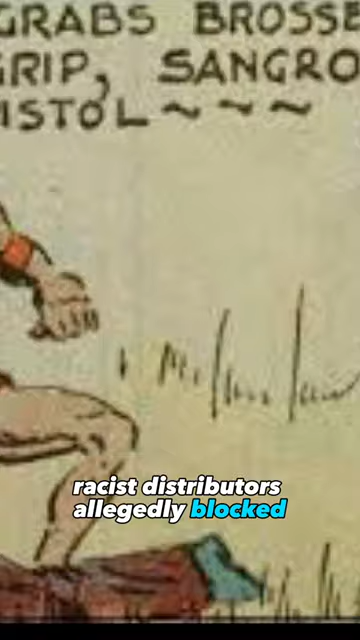 GRABS BROSSE
GRIP, SANGRO
ISTOL~~~
racist distributors
allegedly blocked